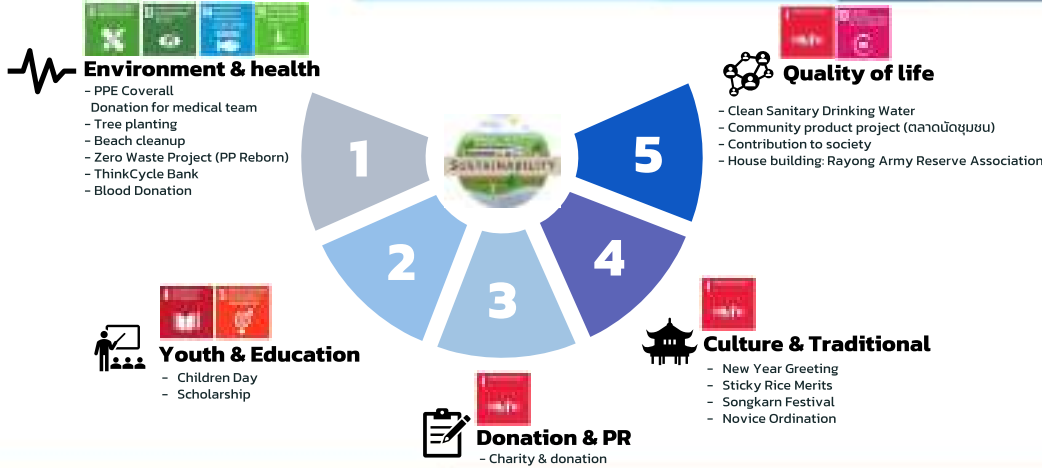 Environment & health
- PPE Coverall
Donation for medical team
- Tree planting
- Beach cleanup
- Zero Waste Project (PP Reborn)
- ThinkCycle Bank
- Blood Donation
Quality of life
- Clean Sanitary Drinking Water
- Community product project (ตลาดนัดชุมชน)
- Contribution to society
- House building: Rayong Army Reserve Association
1
SUSTAINABILITY
5
2
4
3
Youth & Education
- Children Day
- Scholarship
Culture & Traditional
- New Year Greeting
- Sticky Rice Merits
- Songkarn Festival
- Novice Ordination
Donation & PR
- Charity & donation